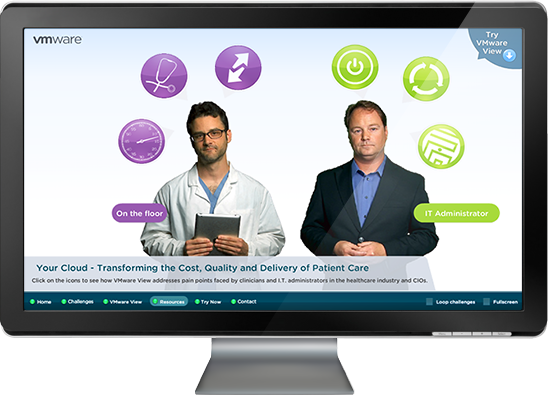 vmware
Try
VMware
View
On the floor
IT Administrator
Your Cloud - Transforming the Cost, Quality and Delivery of Patient Care
Click on the icons to see how VMware View addresses pain points faced by clinicians and I.T. administrators in the healthcare industry and CIOs.
Home Challenges VMware View Resources Try Now Contact Loop challenges Fullscreen